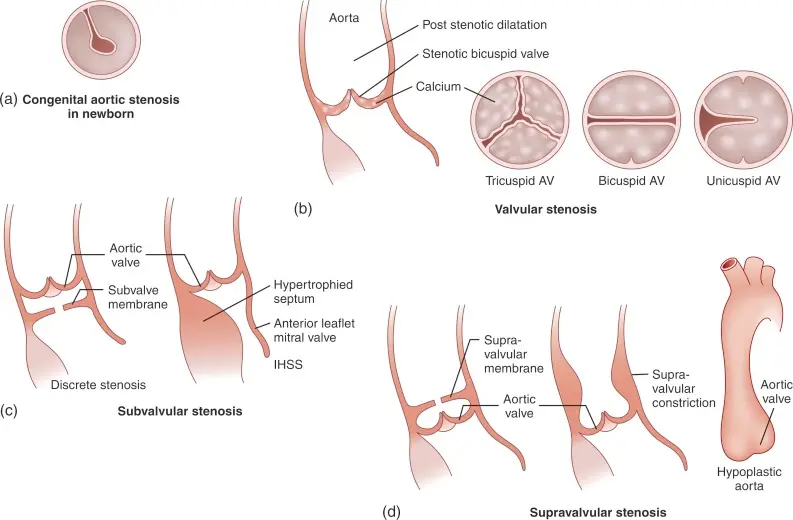 (a) Congenital aortic stenosis
in newborn
Aorta
Post stenotic dilatation
Stenotic bicuspid valve
Calcium
Tricuspid AV
Bicuspid AV
Unicuspid AV
(b)
Valvular stenosis
Aortic
valve
Subvalve
membrane
Discrete stenosis
Hypertrophied
septum
Anterior leaflet
mitral valve
IHSS
(c)
Subvalvular stenosis
Supra-
valvular
membrane
Aortic
valve
Supra-
valvular
constriction
Aortic
valve
Hypoplastic
aorta
(d)
Supravalvular stenosis